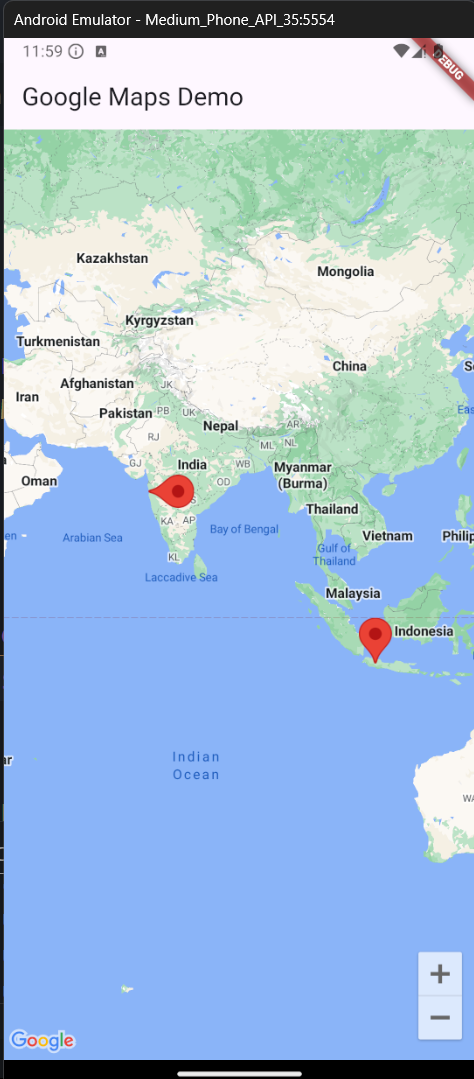 Android Emulator - Medium_Phone_API_35:5554
11:59
DEBUG
Google Maps Demo
Kazakhstan
Mongolia
Kyrgyzstan
Turkmenistan
China
Afghanistan
JK
Iran
Pakistan
PB
UK
Nepal
AR
RJ
ML
NL
GJ
India
WB
Myanmar
(Burma)
Oman
OD
Thailand
KA
AP
Bay of Bengal
Arabian Sea
Vietnam
Philip
Gulf of
Thailand
KL
Laccadive Sea
Malaysia
Indonesia
Indian
Ocean
WA
+
−
Google